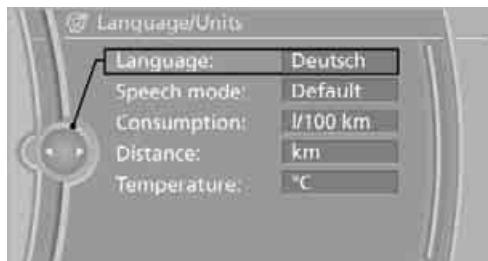 Language/Units
Language: Deutsch
Speech mode: Default
Consumption: l/100 km
Distance: km
Temperature: °C